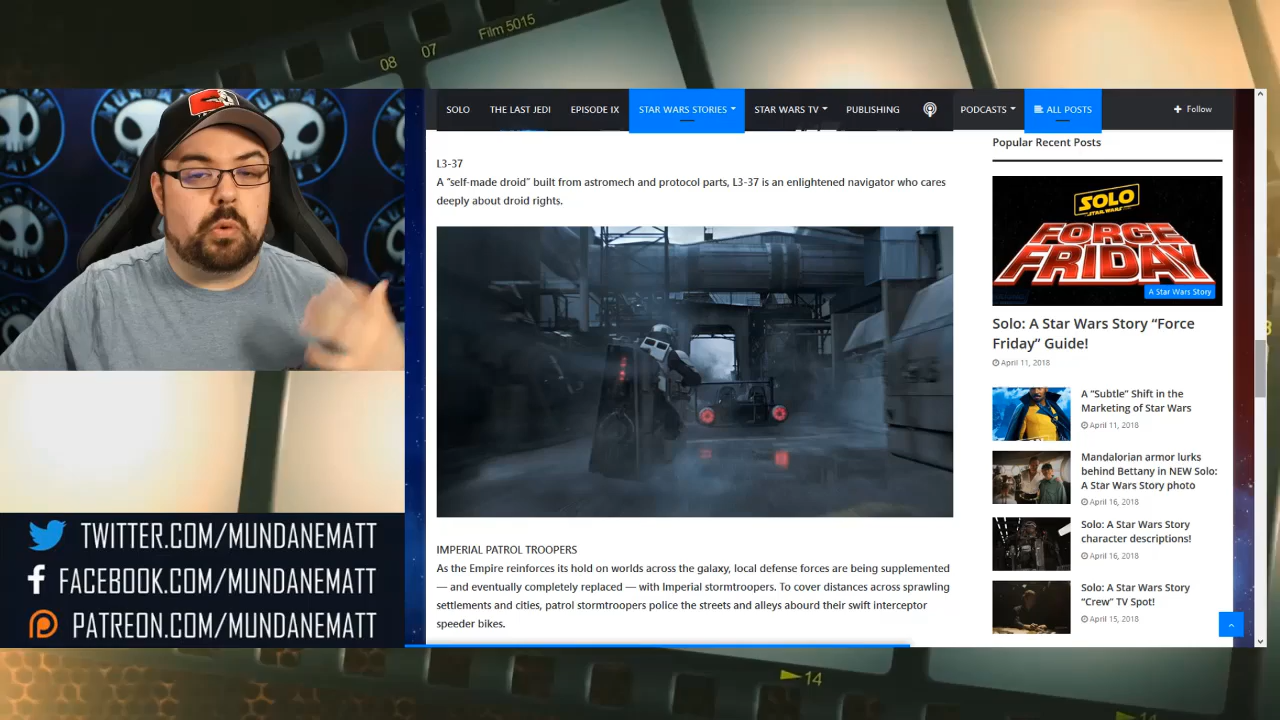 Film 5015
07
08
SOLO
THE LAST JEDI
EPISODE IX
STAR WARS STORIES
STAR WARS TV
PUBLISHING
PODCASTS
ALL POSTS
Follow
L3-37
A “self-made droid” built from astromech and protocol parts, L3-37 is an enlightened navigator who cares
deeply about droid rights.
IMPERIAL PATROL TROOPERS
As the Empire reinforces its hold on worlds across the galaxy, local defense forces are being supplemented
— and eventually completely replaced — with Imperial stormtroopers. To cover distances across sprawling
settlements and cities, patrol stormtroopers police the streets and alleys abourd their swift interceptor
speeder bikes.
Popular Recent Posts
SOLO
FORCE
FRIDAY
A Star Wars Story
Solo: A Star Wars Story “Force
Friday” Guide!
April 11, 2018
A “Subtle” Shift in the
Marketing of Star Wars
April 11, 2018
Mandalorian armor lurks
behind Bettany in NEW Solo:
A Star Wars Story photo
April 16, 2018
Solo: A Star Wars Story
character descriptions!
April 16, 2018
Solo: A Star Wars Story
“Crew” TV Spot!
April 15, 2018
TWITTER.COM/MUNDANEMATT
FACEBOOK.COM/MUNDANEMATT
PATREON.COM/MUNDANEMATT
14